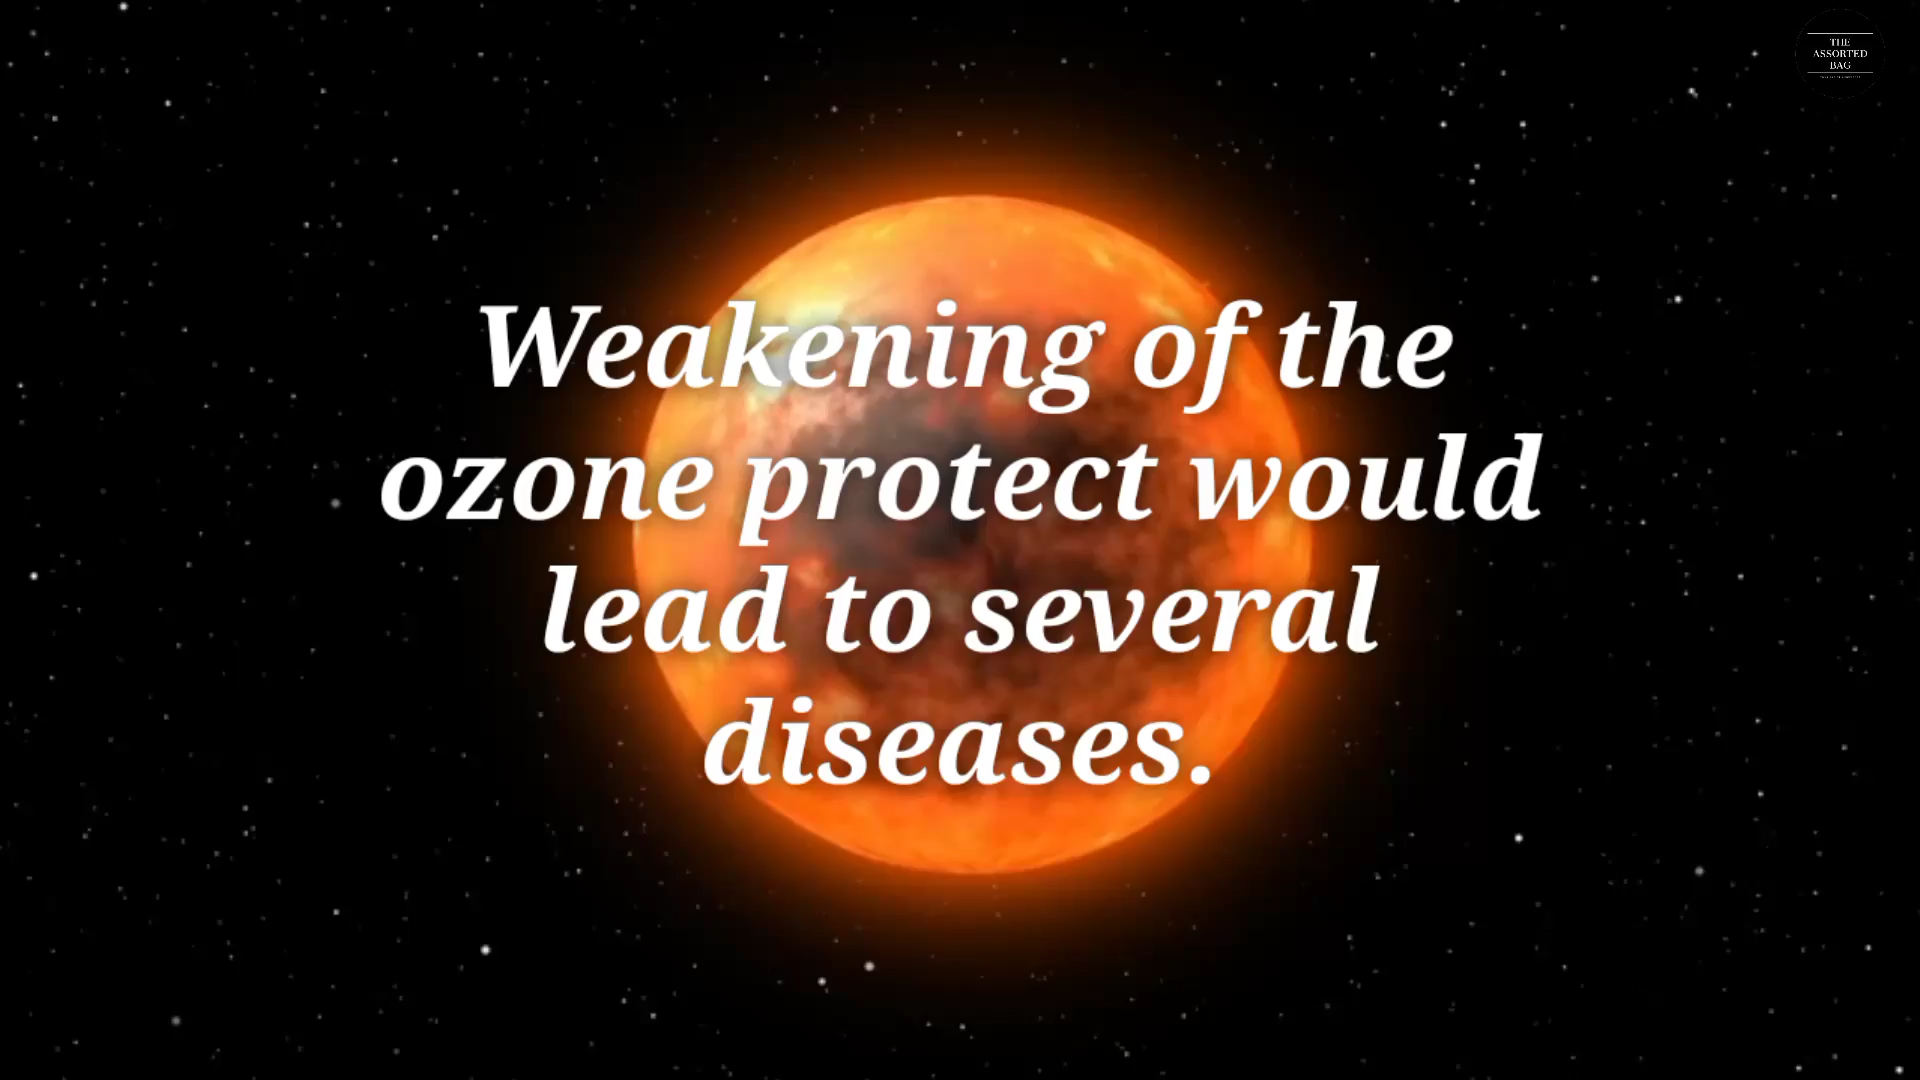 THE
ASSORTED
BAG
Weakening of the
ozone protect would
lead to several
diseases.